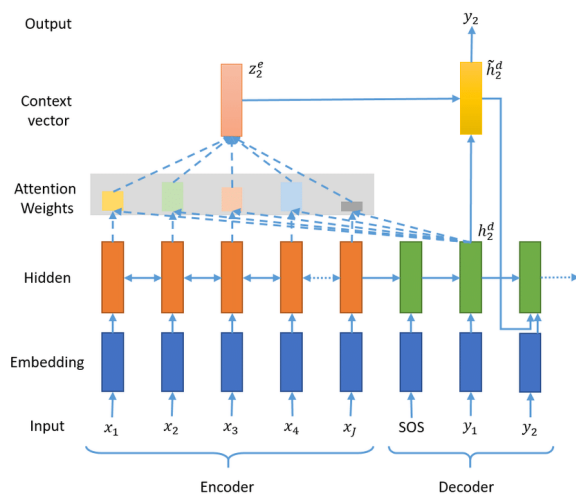 Output
y₂
z₂ᵉ
h̃₂ᵈ
Context
vector
Attention
Weights
h₂ᵈ
Hidden
Embedding
Input x₁ x₂ x₃ x₄ x_J SOS y₁ y₂
Encoder Decoder